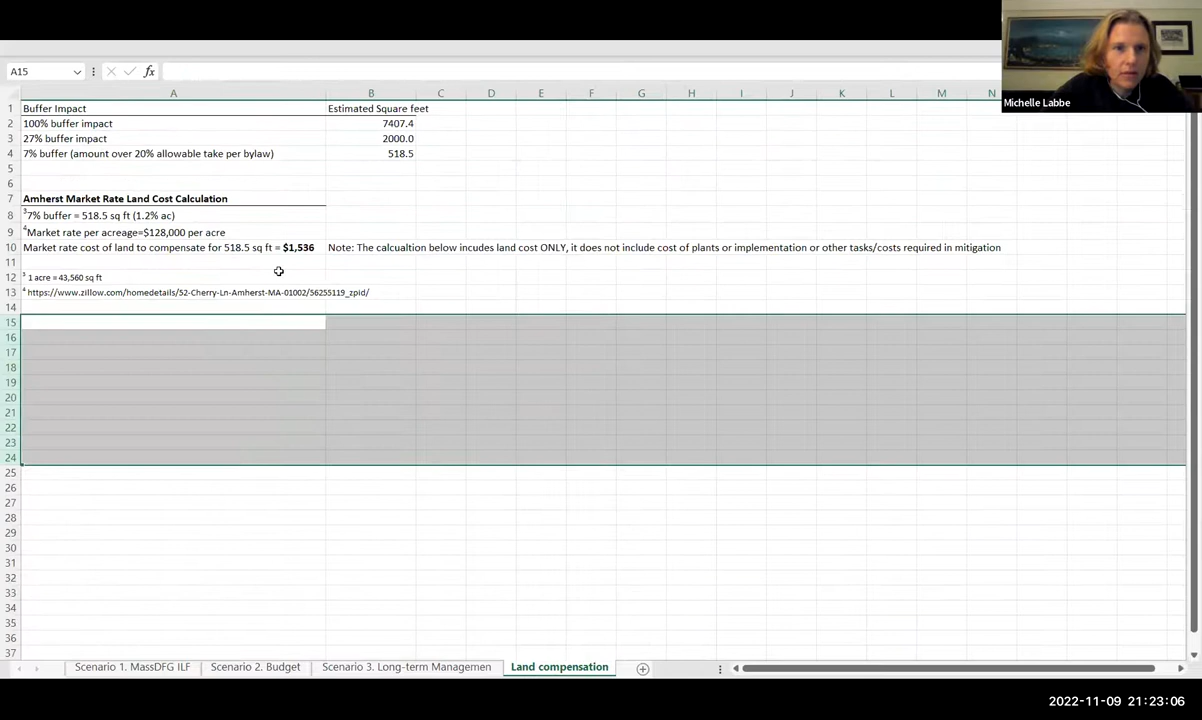 Michelle Labbe
A15
fx
A B C D E F G H I J K L M N
1 Buffer Impact Estimated Square feet
2 100% buffer impact 7407.4
3 27% buffer impact 2000.0
4 7% buffer (amount over 20% allowable take per bylaw) 518.5
5
6
7 Amherst Market Rate Land Cost Calculation
8 ³7% buffer = 518.5 sq ft (1.2% ac)
9 ⁴Market rate per acreage=$128,000 per acre
10 Market rate cost of land to compensate for 518.5 sq ft = $1,536 Note: The calcualtion below incudes land cost ONLY, it does not include cost of plants or implementation or other tasks/costs required in mitigation
11
12 ³ 1 acre = 43,560 sq ft
13 ⁴ https://www.zillow.com/homedetails/52-Cherry-Ln-Amherst-MA-01002/56255119_zpid/
14
15
16
17
18
19
20
21
22
23
24
25
26
27
28
29
30
31
32
33
34
35
36
37
Scenario 1. MassDFG ILF Scenario 2. Budget Scenario 3. Long-term Managemen Land compensation
2022-11-09 21:23:06